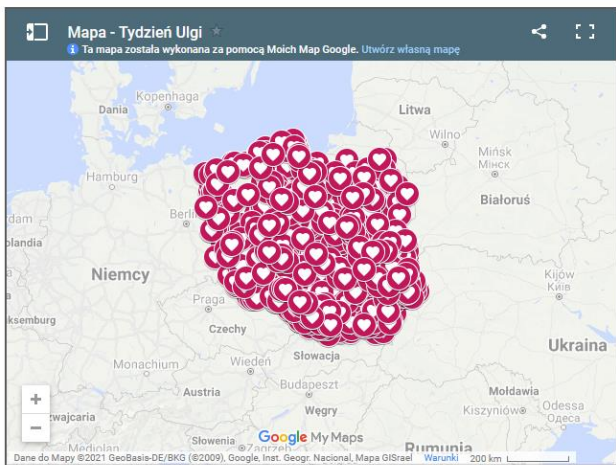 Mapa - Tydzień Ulgi
Ta mapa została wykonana za pomocą Moich Map Google. Utwórz własną mapę
Kopenhaga
Dania
Litwa
Wilno
Mińsk
Мінск
Hamburg
Białoruś
Berlin
Niemcy
Kijów
Київ
Praga
Czechy
Ukraina
Słowacja
Monachium
Wiedeń
Austria
Budapeszt
Węgry
Mołdawia
Kiszyniów
Odessa
Одеса
Słowenia
Zagrzeb
Mediolan
Rumunia
Google My Maps
Dane do Mapy ©2021 GeoBasis-DE/BKG (©2009), Google, Inst. Geogr. Nacional, Mapa GISrael Warunki 200 km